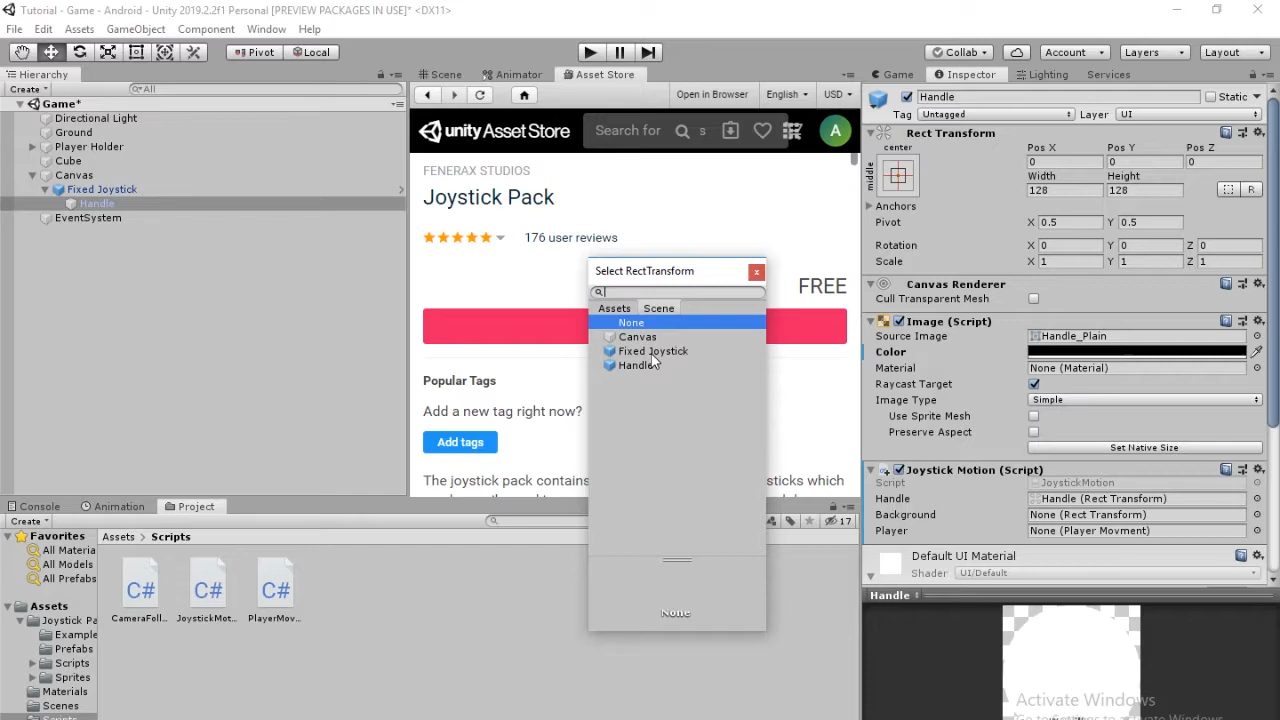 Tutorial - Game - Android - Unity 2019.2.2f1 Personal [PREVIEW PACKAGES IN USE]* <DX11>
File Edit Assets GameObject Component Window Help
Pivot Local Collab Account Layers Layout
Hierarchy
Create All
Game*
Directional Light
Ground
Player Holder
Cube
Canvas
Fixed Joystick
Handle
EventSystem
Scene Animator Asset Store
Open in Browser English USD
unity Asset Store Search for s A
FENERAX STUDIOS
Joystick Pack
176 user reviews
FREE
Popular Tags
Add a new tag right now?
Add tags
The joystick pack contains
sticks which
Select RectTransform
Assets Scene
None
Canvas
Fixed Joystick
Handle
None
Console Animation Project
Create
17
Favorites
All Materia
All Models
All Prefabs
Assets
Joystick Pa
Example
Prefabs
Scripts
Sprites
Materials
Scenes
Scripts
Assets Scripts
C# C# C#
CameraFoll... JoystickMot... PlayerMov...
Game Inspector Lighting Services
Handle Static
Tag Untagged Layer UI
Rect Transform
center
middle
Pos X Pos Y Pos Z
0 0 0
Width Height
128 128 R
Anchors
Pivot X 0.5 Y 0.5
Rotation X 0 Y 0 Z 0
Scale X 1 Y 1 Z 1
Canvas Renderer
Cull Transparent Mesh
Image (Script)
Source Image Handle_Plain
Color
Material None (Material)
Raycast Target
Image Type Simple
Use Sprite Mesh
Preserve Aspect
Set Native Size
Joystick Motion (Script)
Script JoystickMotion
Handle Handle (Rect Transform)
Background None (Rect Transform)
Player None (Player Movment)
Default UI Material
Shader UI/Default
Handle
Activate Windows